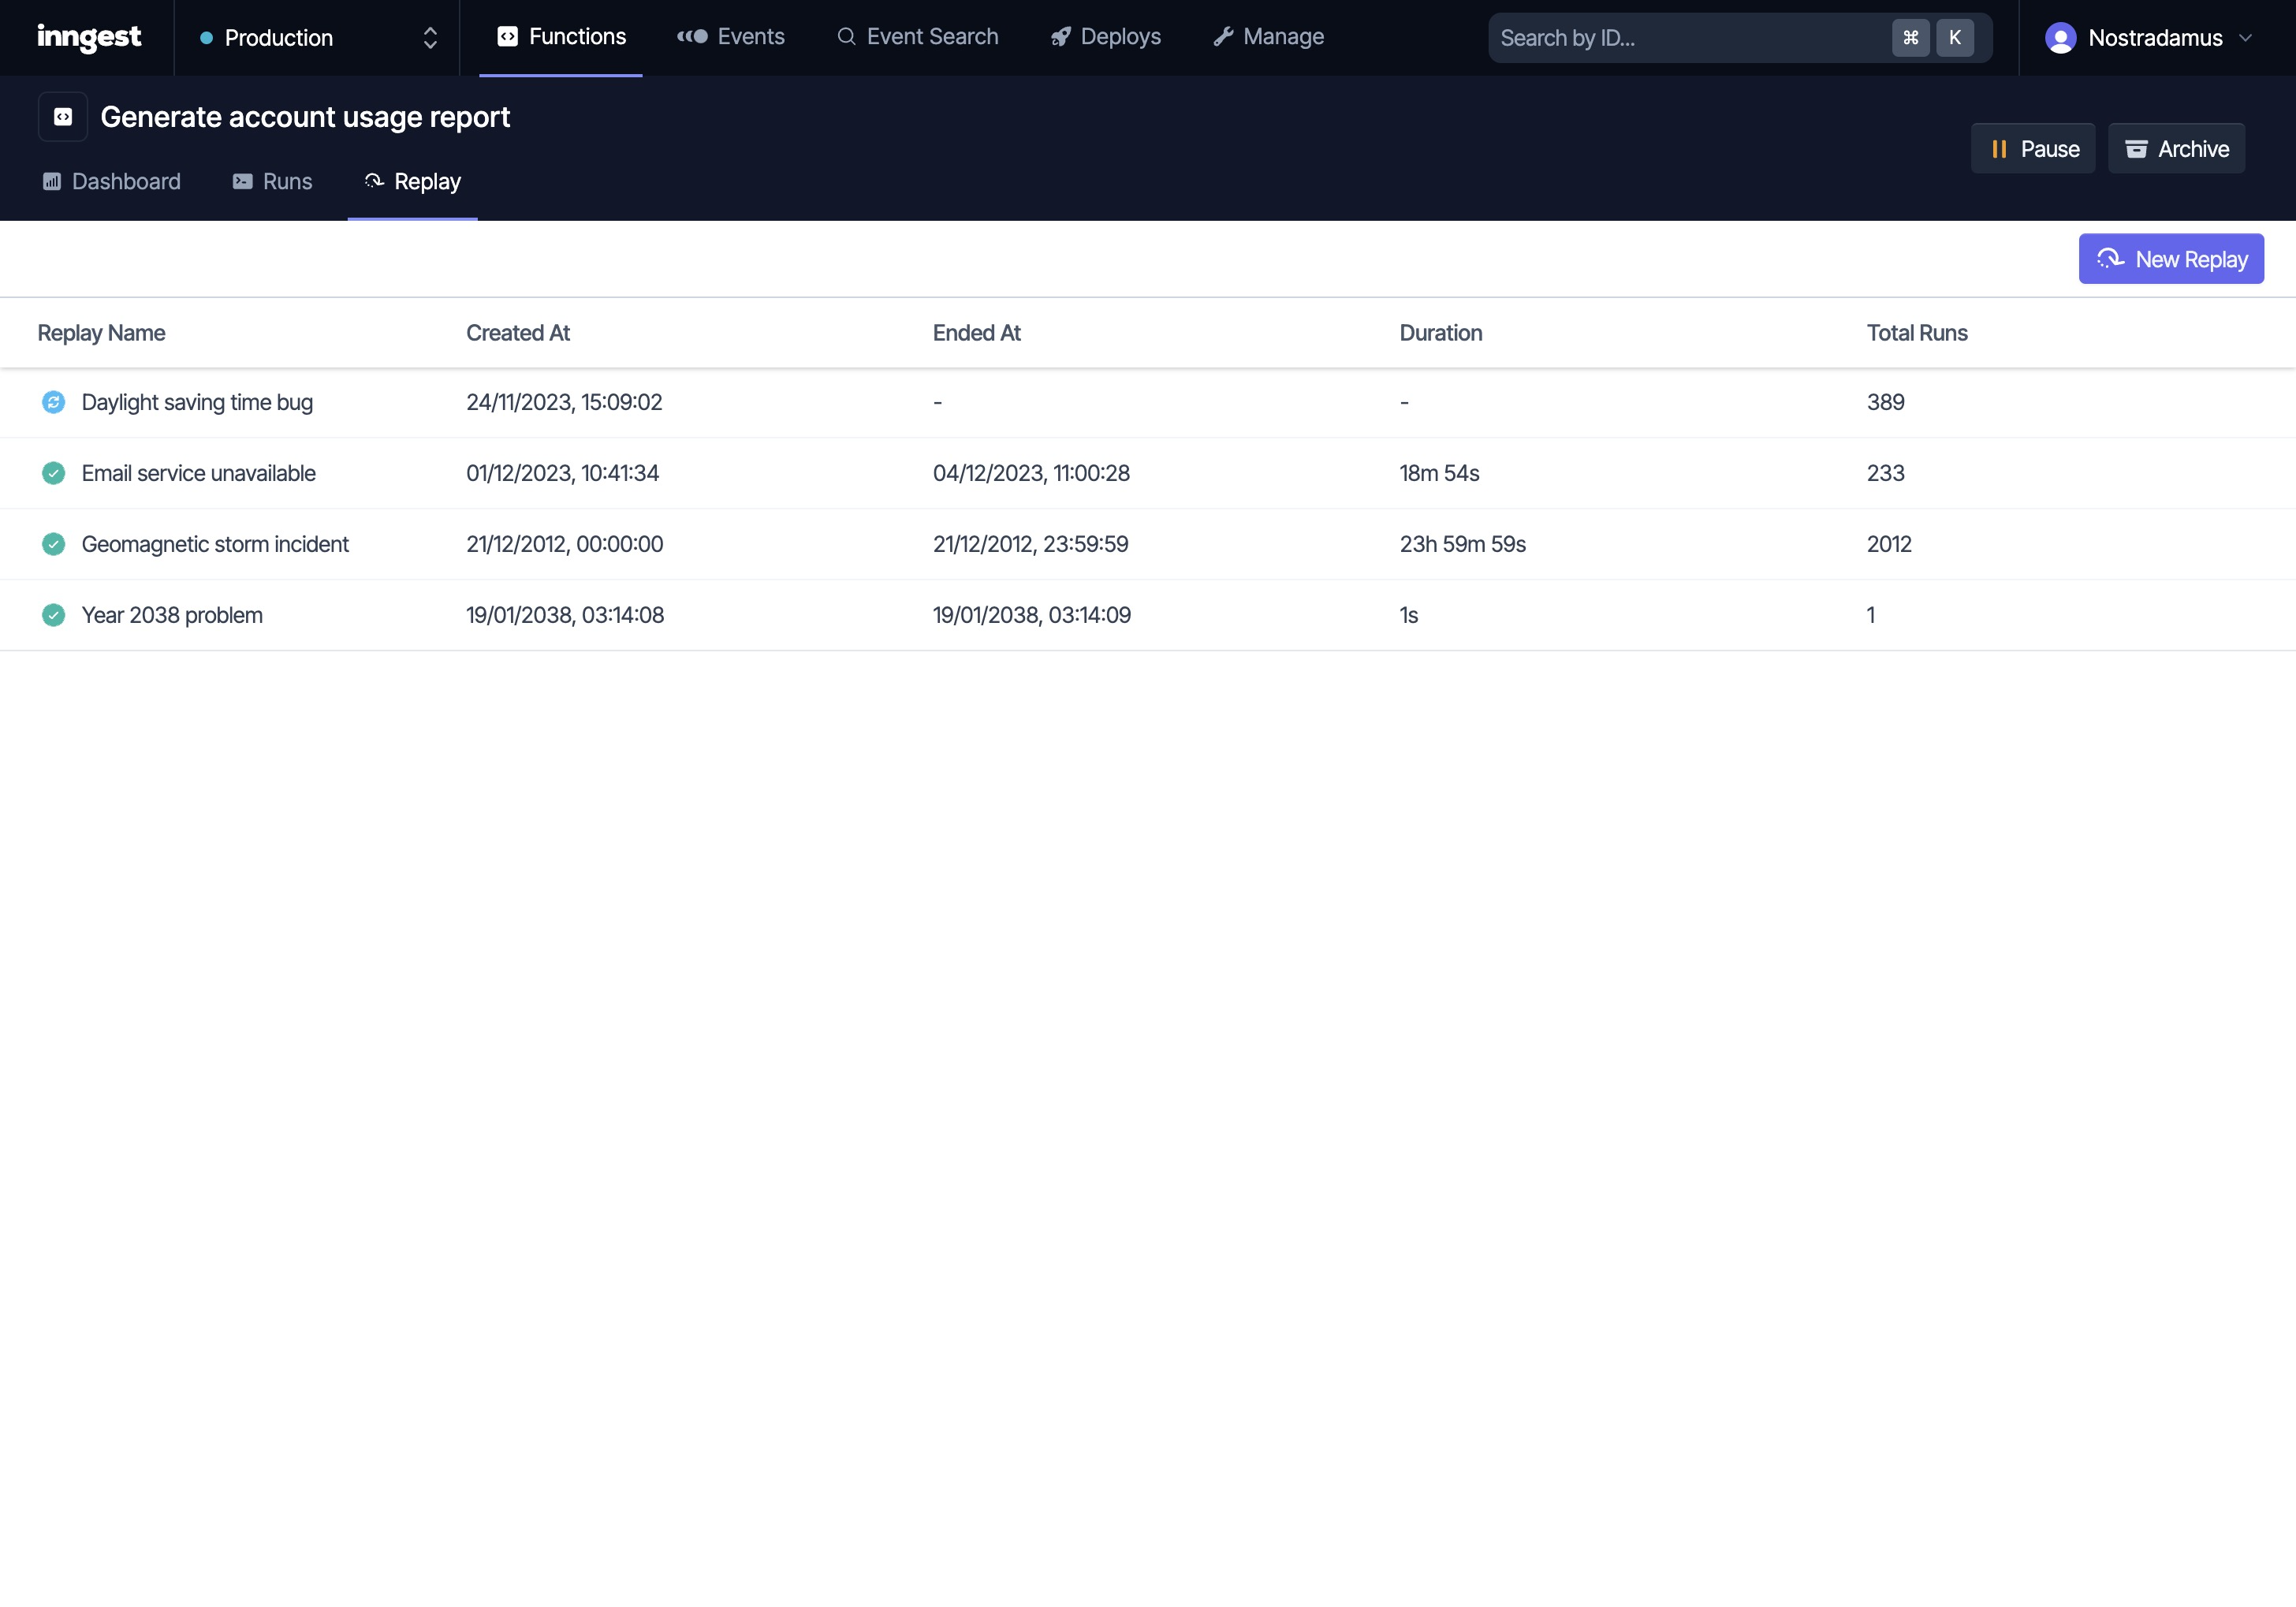 inngest Production Functions Events Event Search Deploys Manage Search by ID... ⌘ K Nostradamus
Generate account usage report
Pause Archive
Dashboard Runs Replay
New Replay
Replay Name Created At Ended At Duration Total Runs
Daylight saving time bug 24/11/2023, 15:09:02 - - 389
Email service unavailable 01/12/2023, 10:41:34 04/12/2023, 11:00:28 18m 54s 233
Geomagnetic storm incident 21/12/2012, 00:00:00 21/12/2012, 23:59:59 23h 59m 59s 2012
Year 2038 problem 19/01/2038, 03:14:08 19/01/2038, 03:14:09 1s 1